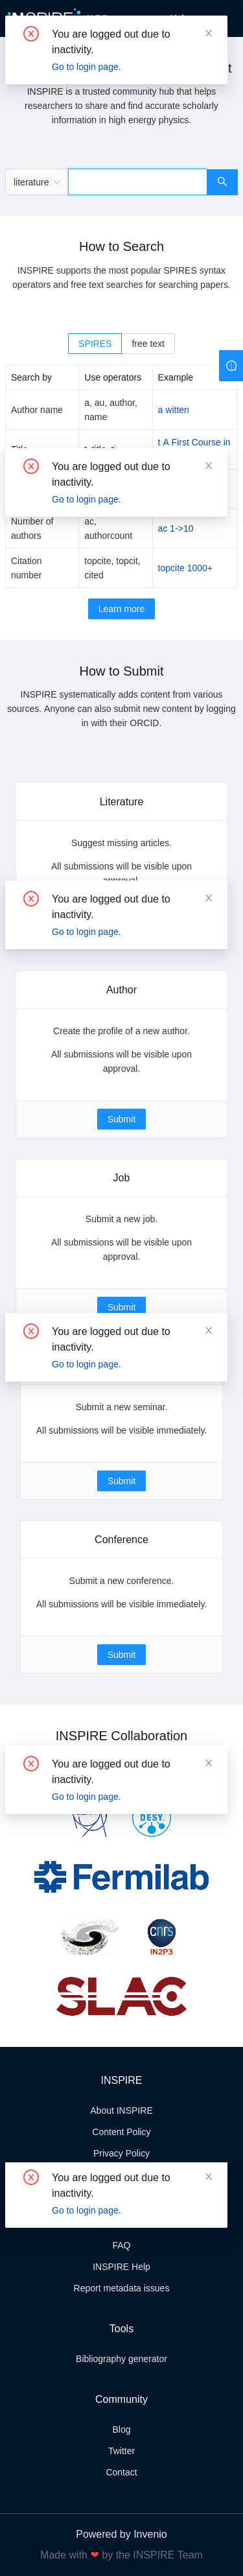 INSPIRE
You are logged out due to
inactivity.
Go to login page.
INSPIRE is a trusted community hub that helps
researchers to share and find accurate scholarly
information in high energy physics.
literature
How to Search
INSPIRE supports the most popular SPIRES syntax
operators and free text searches for searching papers.
SPIRES free text
Search by Use operators Example
Author name a, au, author, name a witten
t A First Course in
You are logged out due to
inactivity.
Go to login page.
Number of authors ac, authorcount ac 1->10
Citation number topcite, topcit, cited topcite 1000+
Learn more
How to Submit
INSPIRE systematically adds content from various
sources. Anyone can also submit new content by logging
in with their ORCID.
Literature
Suggest missing articles.
All submissions will be visible upon
You are logged out due to
inactivity.
Go to login page.
Author
Create the profile of a new author.
All submissions will be visible upon
approval.
Submit
Job
Submit a new job.
All submissions will be visible upon
approval.
Submit
You are logged out due to
inactivity.
Go to login page.
Submit a new seminar.
All submissions will be visible immediately.
Submit
Conference
Submit a new conference.
All submissions will be visible immediately.
Submit
INSPIRE Collaboration
You are logged out due to
inactivity.
Go to login page.
DESY.
Fermilab
cnrs
IN2P3
SLAC
INSPIRE
About INSPIRE
Content Policy
Privacy Policy
You are logged out due to
inactivity.
Go to login page.
FAQ
INSPIRE Help
Report metadata issues
Tools
Bibliography generator
Community
Blog
Twitter
Contact
Powered by Invenio
Made with ❤ by the INSPIRE Team